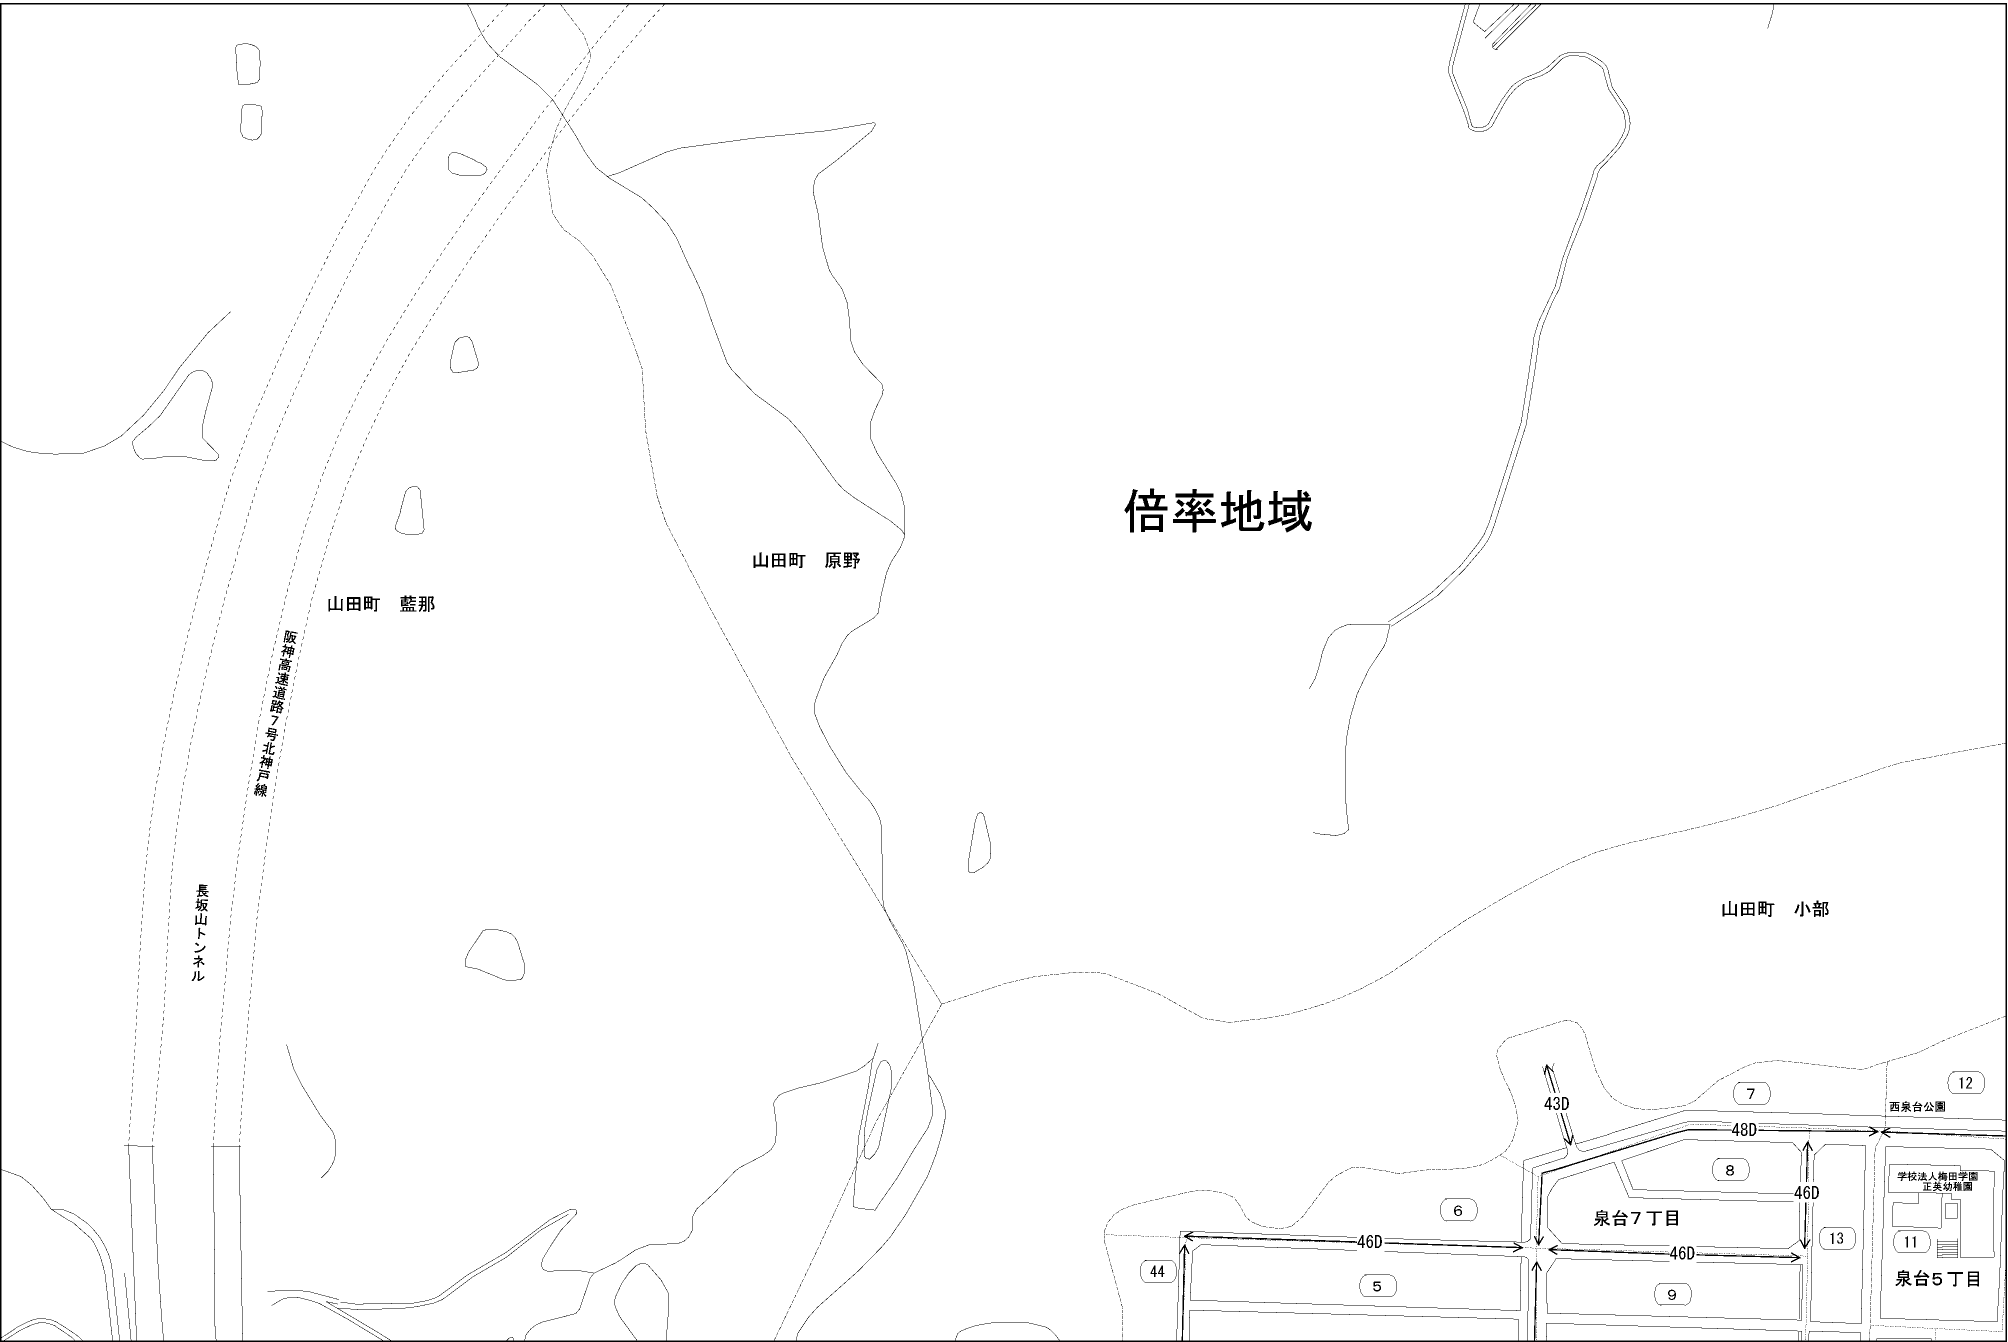 倍率地域
山田町　原野
山田町　藍那
阪神高速道路７号北神戸線
長坂山トンネル
山田町　小部
12
7
西泉台公園
43D
48D
8
学校法人梅田学園
正英幼稚園
46D
6
泉台７丁目
13
11
46D
46D
44
5
9
泉台５丁目